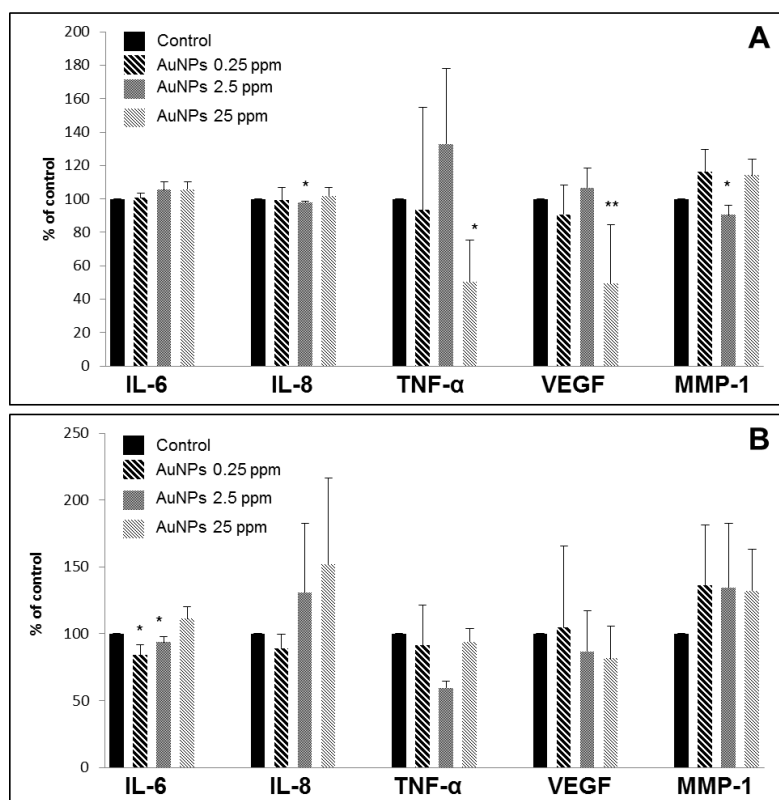 A
Control
AuNPs 0.25 ppm
AuNPs 2.5 ppm
AuNPs 25 ppm
% of control
200
180
160
140
120
100
80
60
40
20
0
*
*
**
*
IL-6 IL-8 TNF-α VEGF MMP-1
B
Control
AuNPs 0.25 ppm
AuNPs 2.5 ppm
AuNPs 25 ppm
% of control
250
200
150
100
50
0
* *
IL-6 IL-8 TNF-α VEGF MMP-1